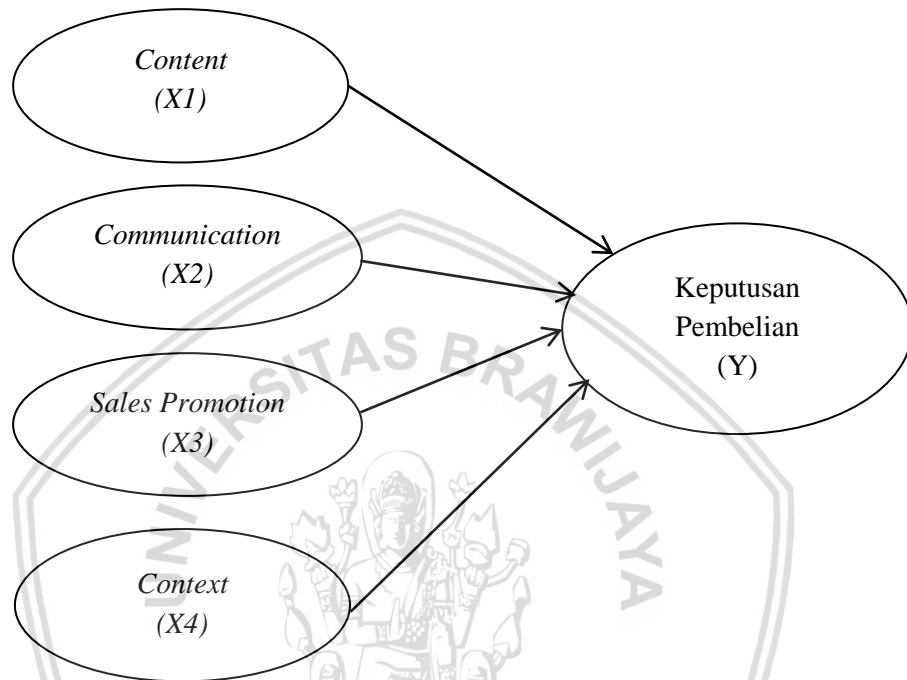 Content
(X1)
Communication
(X2)
Sales Promotion
(X3)
Context
(X4)
Keputusan
Pembelian
(Y)
UNIVERSITAS BRAWIJAYA